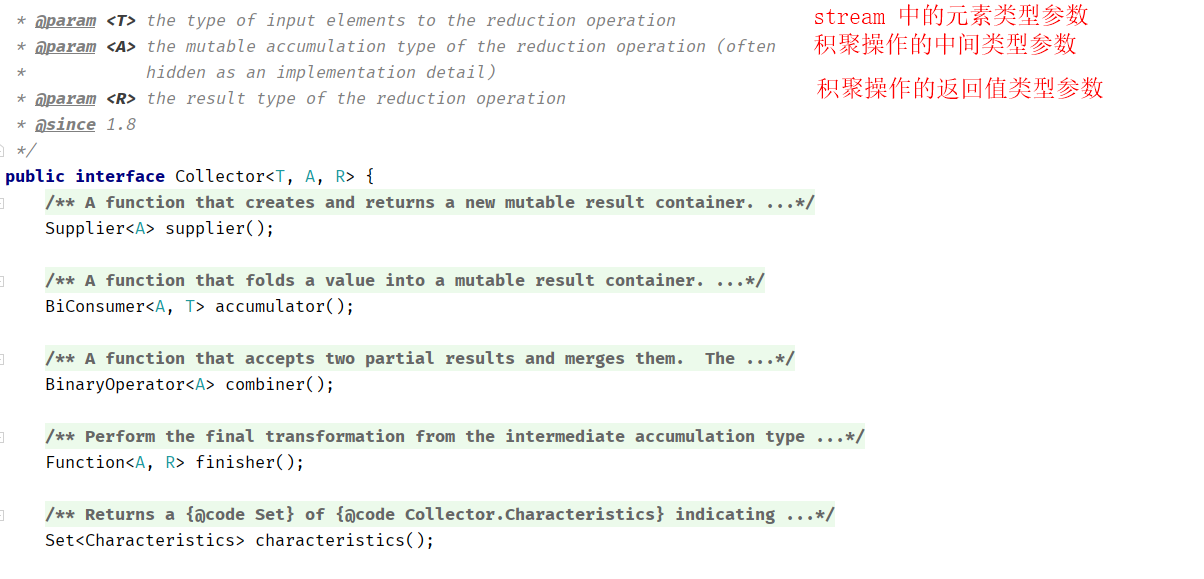 * @param <T> the type of input elements to the reduction operation
stream 中的元素类型参数
* @param <A> the mutable accumulation type of the reduction operation (often
积聚操作的中间类型参数
* hidden as an implementation detail)
* @param <R> the result type of the reduction operation
积聚操作的返回值类型参数
* @since 1.8
*/
public interface Collector<T, A, R> {
/** A function that creates and returns a new mutable result container. ...*/
Supplier<A> supplier();
/** A function that folds a value into a mutable result container. ...*/
BiConsumer<A, T> accumulator();
/** A function that accepts two partial results and merges them.  The ...*/
BinaryOperator<A> combiner();
/** Perform the final transformation from the intermediate accumulation type ...*/
Function<A, R> finisher();
/** Returns a {@code Set} of {@code Collector.Characteristics} indicating ...*/
Set<Characteristics> characteristics();